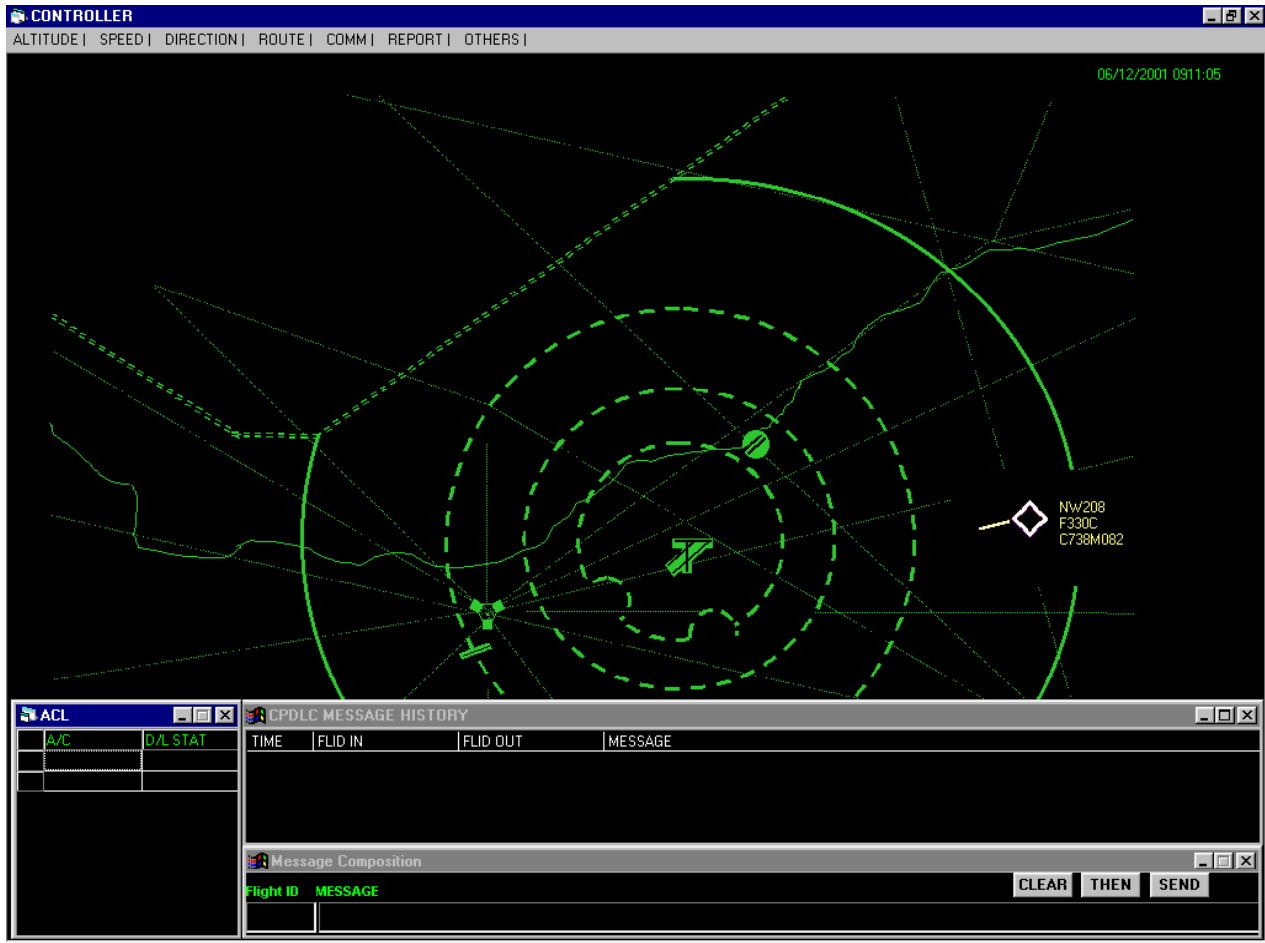 CONTROLLER
ALTITUDE | SPEED | DIRECTION | ROUTE | COMM | REPORT | OTHERS |
06/12/2001 0911:05
NW208
F330C
C738M082
ACL
A/C D/L STAT
CPDLC MESSAGE HISTORY
TIME FLID IN FLID OUT MESSAGE
Message Composition
CLEAR THEN SEND
Flight ID MESSAGE